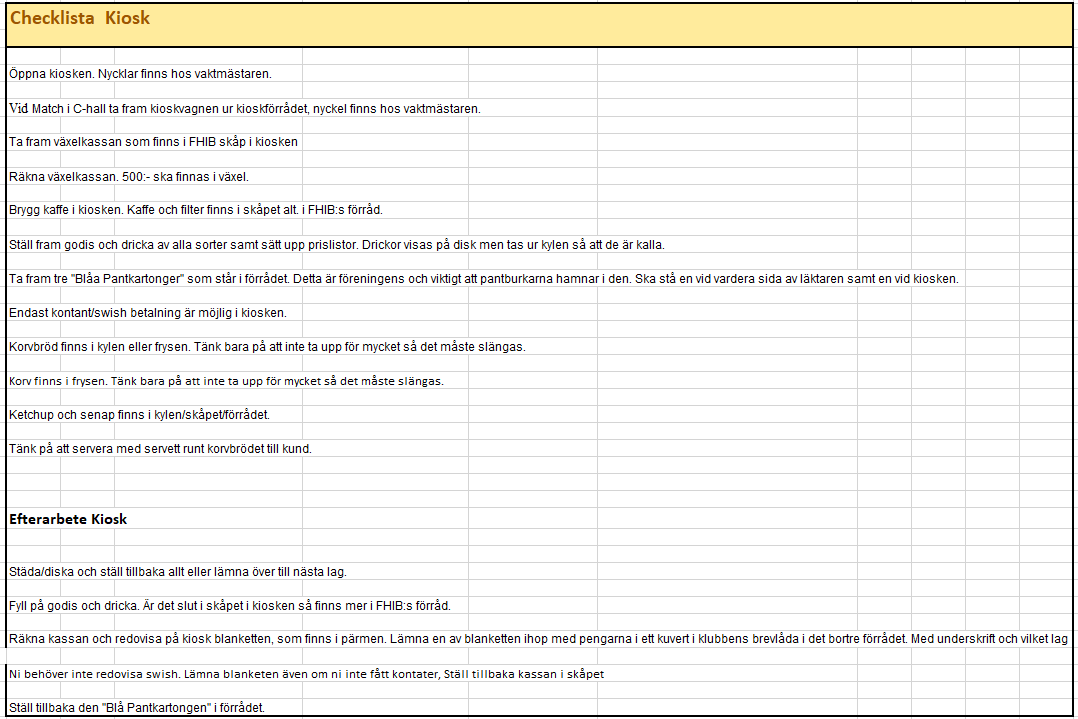 Checklista Kiosk
Öppna kiosken. Nycklar finns hos vaktmästaren.
Vid Match i C-hall ta fram kioskvagnen ur kioskförrådet, nyckel finns hos vaktmästaren.
Ta fram växelkassan som finns i FHIB skåp i kiosken
Räkna växelkassan. 500:- ska finnas i växel.
Brygg kaffe i kiosken. Kaffe och filter finns i skåpet alt. i FHIB:s förråd.
Ställ fram godis och dricka av alla sorter samt sätt upp prislistor. Drickor visas på disk men tas ur kylen så att de är kalla.
Ta fram tre "Blåa Pantkartonger" som står i förrådet. Detta är föreningens och viktigt att pantburkarna hamnar i den. Ska stå en vid vardera sida av läktaren samt en vid kiosken.
Endast kontant/swish betalning är möjlig i kiosken.
Korvbröd finns i kylen eller frysen. Tänk bara på att inte ta upp för mycket så det måste slängas.
Korv finns i frysen. Tänk bara på att inte ta upp för mycket så det måste slängas.
Ketchup och senap finns i kylen/skåpet/förrådet.
Tänk på att servera med servett runt korvbrödet till kund.
Efterarbete Kiosk
Städa/diska och ställ tillbaka allt eller lämna över till nästa lag.
Fyll på godis och dricka. Är det slut i skåpet i kiosken så finns mer i FHIB:s förråd.
Räkna kassan och redovisa på kiosk blanketten, som finns i pärmen. Lämna en av blanketten ihop med pengarna i ett kuvert i klubbens brevlåda i det bortre förrådet. Med underskrift och vilket lag
Ni behöver inte redovisa swish. Lämna blanketen även om ni inte fått kontater, Ställ tillbaka kassan i skåpet
Ställ tillbaka den "Blå Pantkartongen" i förrådet.